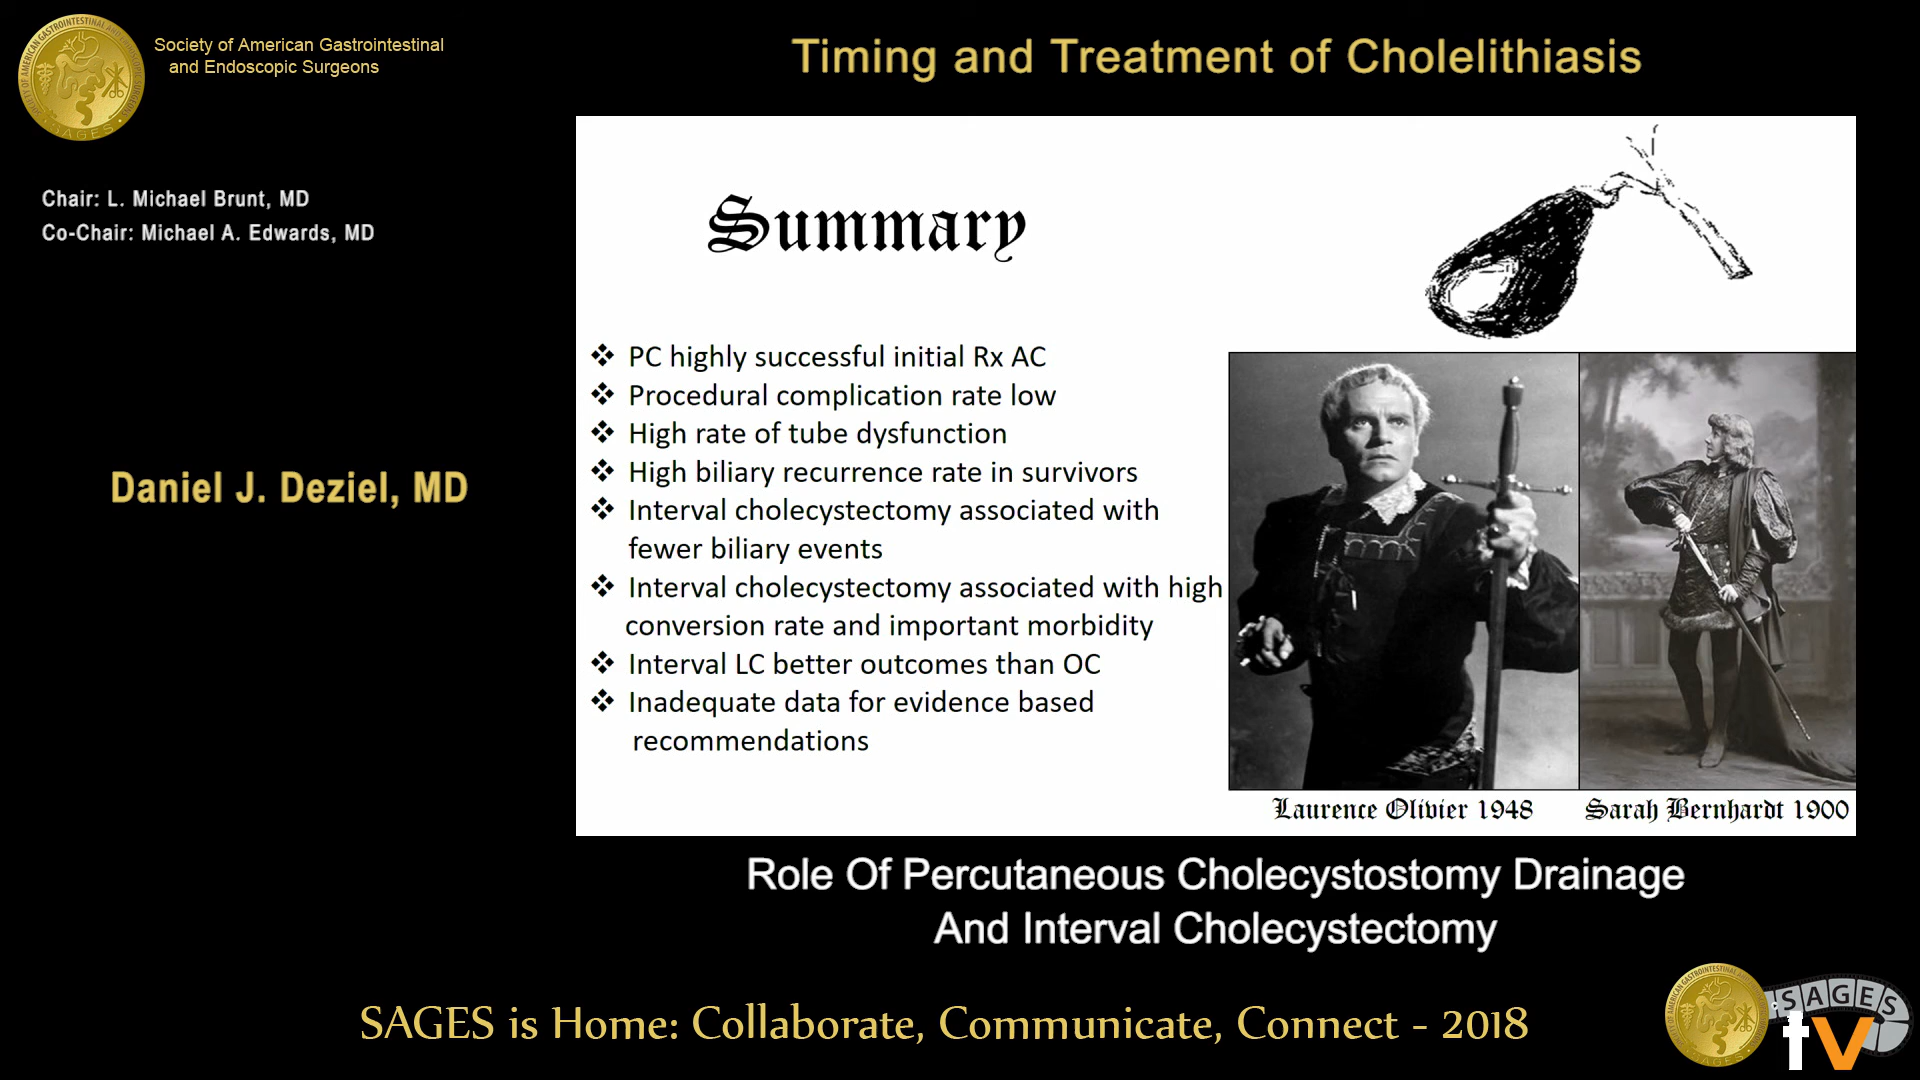 Society of American Gastrointestinal
and Endoscopic Surgeons
Timing and Treatment of Cholelithiasis
Chair: L. Michael Brunt, MD
Co-Chair: Michael A. Edwards, MD
Daniel J. Deziel, MD
Summary
❖ PC highly successful initial Rx AC
❖ Procedural complication rate low
❖ High rate of tube dysfunction
❖ High biliary recurrence rate in survivors
❖ Interval cholecystectomy associated with
fewer biliary events
❖ Interval cholecystectomy associated with high
conversion rate and important morbidity
❖ Interval LC better outcomes than OC
❖ Inadequate data for evidence based
recommendations
Laurence Olivier 1948
Sarah Bernhardt 1900
Role Of Percutaneous Cholecystostomy Drainage
And Interval Cholecystectomy
SAGES is Home: Collaborate, Communicate, Connect - 2018
SAGES
tv